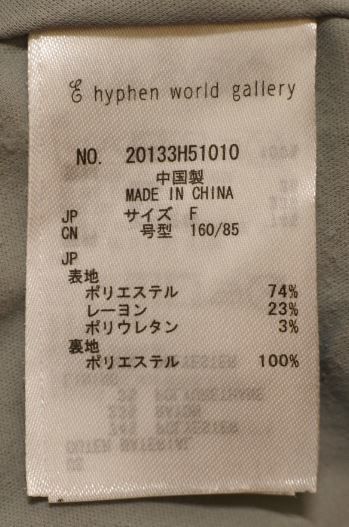 E hyphen world gallery
NO. 20133H51010
中国製
MADE IN CHINA
JP サイズ F
CN 号型 160/85
JP
表地
ポリエステル 74%
レーヨン 23%
ポリウレタン 3%
裏地
ポリエステル 100%